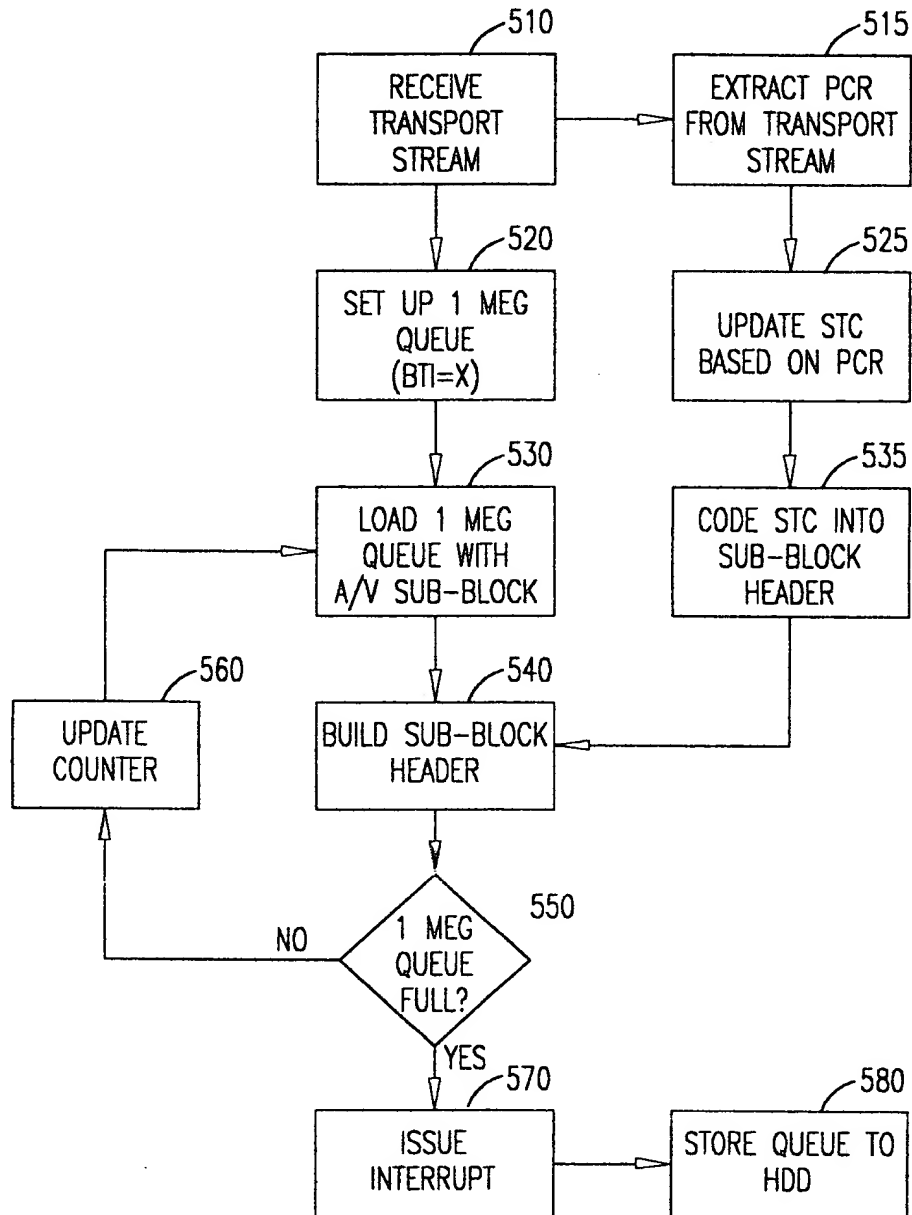 510
RECEIVE
TRANSPORT
STREAM
515
EXTRACT PCR
FROM TRANSPORT
STREAM
520
SET UP 1 MEG
QUEUE
(BTI=X)
525
UPDATE STC
BASED ON PCR
530
LOAD 1 MEG
QUEUE WITH
A/V SUB-BLOCK
535
CODE STC INTO
SUB-BLOCK
HEADER
560
UPDATE
COUNTER
540
BUILD SUB-BLOCK
HEADER
550
1 MEG
QUEUE
FULL?
NO
YES
570
ISSUE
INTERRUPT
580
STORE QUEUE TO
HDD